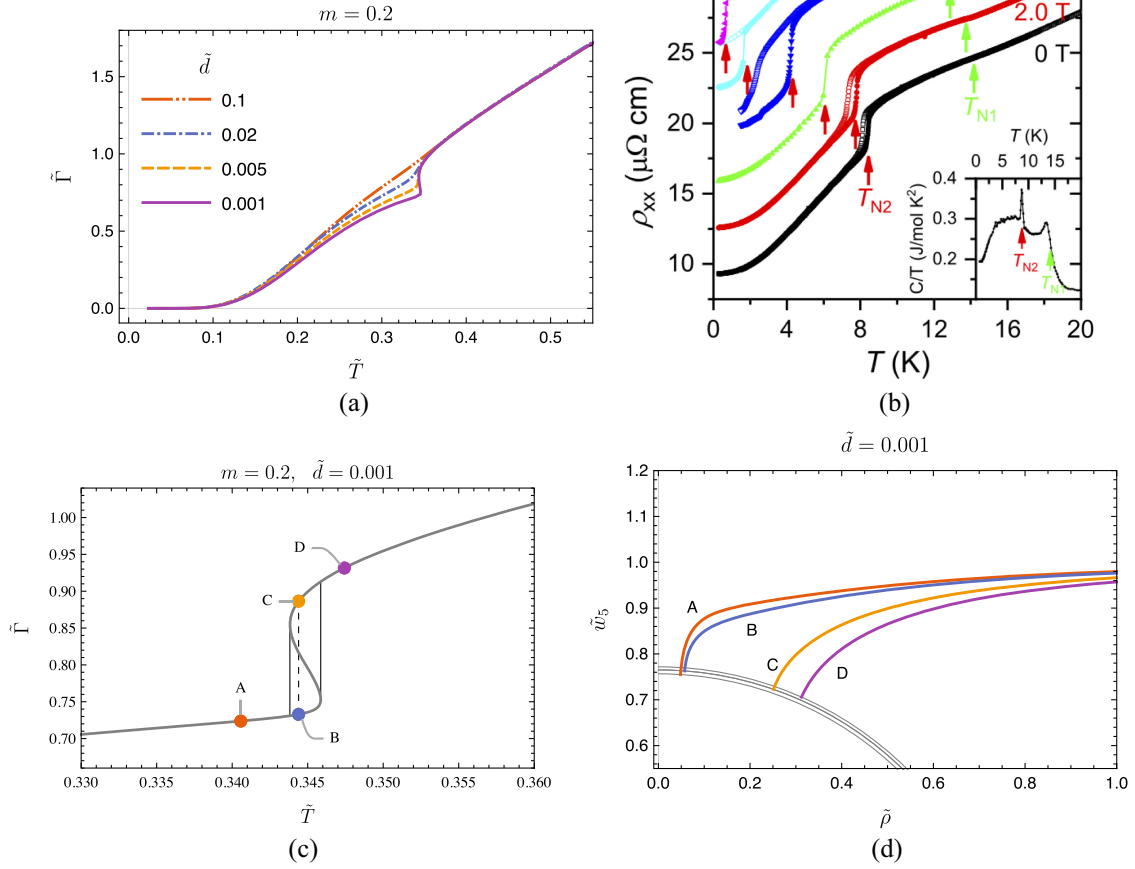 m = 0.2
d̃
0.1
0.02
0.005
0.001
1.5
1.0
0.5
0.0
Γ̃
0.0 0.1 0.2 0.3 0.4 0.5
T̃
(a)
2.0 T
0 T
25
20
15
10
ρxx (μΩ cm)
TN1
TN2
T (K)
0 5 10 15
0.4
0.3
0.2
C/T (J/mol K²)
TN2
TN1
0 4 8 12 16 20
T (K)
(b)
m = 0.2, d̃ = 0.001
1.00
0.95
0.90
0.85
0.80
0.75
0.70
Γ̃
D
C
A
B
0.330 0.335 0.340 0.345 0.350 0.355 0.360
T̃
(c)
d̃ = 0.001
1.2
1.1
1.0
0.9
0.8
0.7
0.6
w̃5
A
B
C
D
0.0 0.2 0.4 0.6 0.8 1.0
ρ̃
(d)